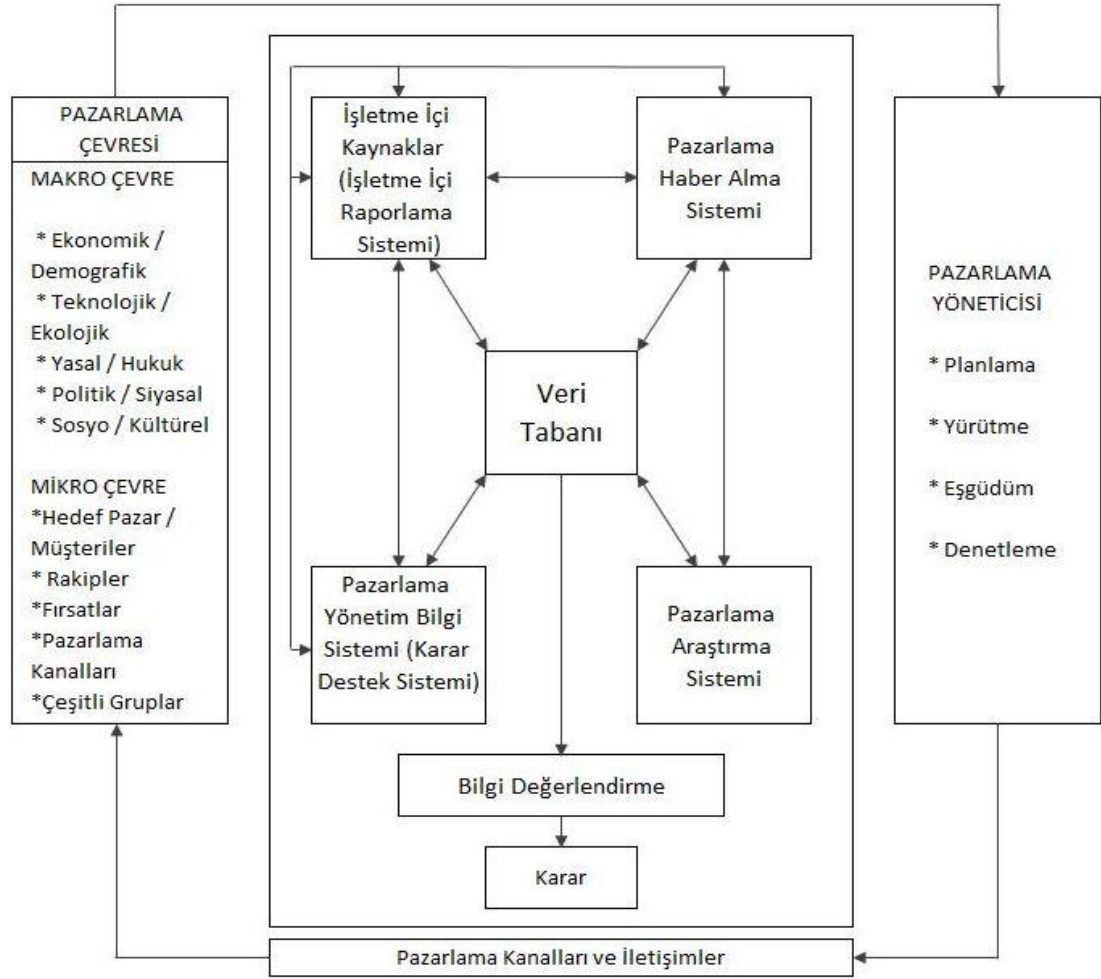 PAZARLAMA
ÇEVRESİ
MAKRO ÇEVRE
* Ekonomik /
Demografik
* Teknolojik /
Ekolojik
* Yasal / Hukuk
* Politik / Siyasal
* Sosyo / Kültürel
MİKRO ÇEVRE
*Hedef Pazar /
Müşteriler
* Rakipler
*Fırsatlar
*Pazarlama
Kanalları
*Çeşitli Gruplar
İşletme İçi
Kaynaklar
(İşletme İçi
Raporlama
Sistemi)
Pazarlama
Haber Alma
Sistemi
Veri
Tabanı
Pazarlama
Yönetim Bilgi
Sistemi (Karar
Destek Sistemi)
Pazarlama
Araştırma
Sistemi
Bilgi Değerlendirme
Karar
PAZARLAMA
YÖNETİCİSİ
* Planlama
* Yürütme
* Eşgüdüm
* Denetleme
Pazarlama Kanalları ve İletişimler